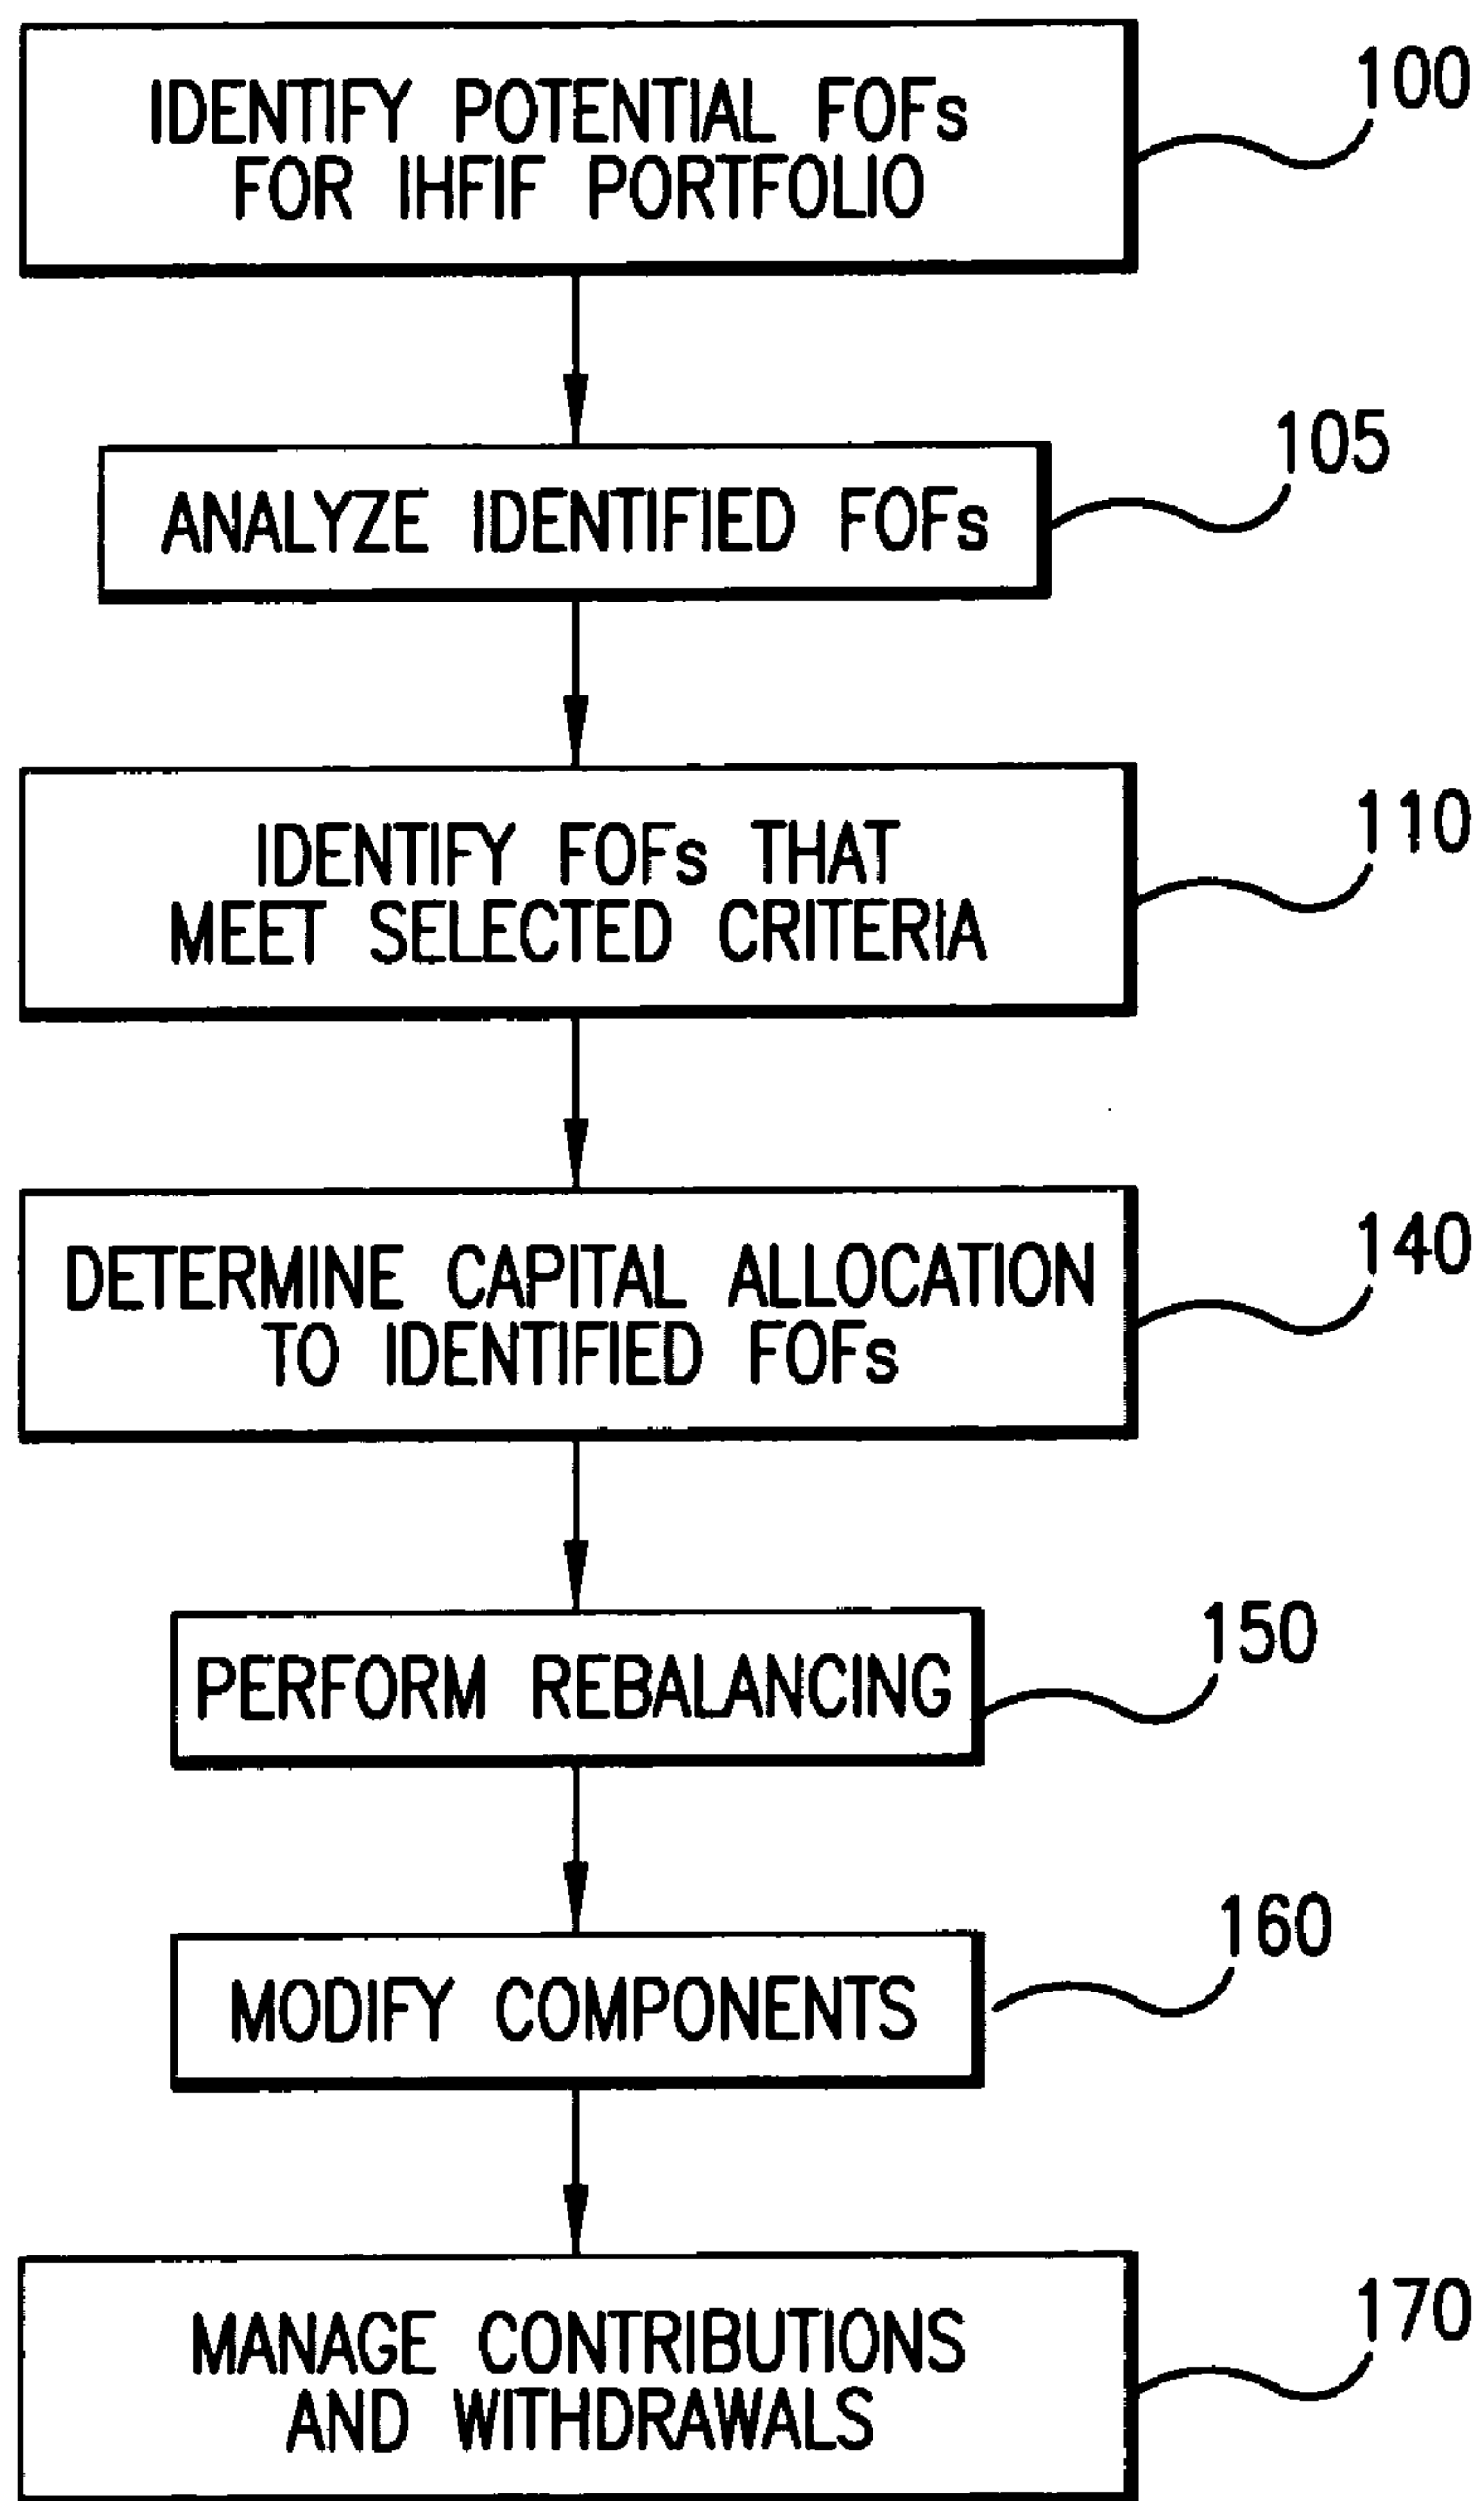 IDENTIFY POTENTIAL FOFs
FOR IHFIF PORTFOLIO
100
ANALYZE IDENTIFIED FOFs
105
IDENTIFY FOFs THAT
MEET SELECTED CRITERIA
110
DETERMINE CAPITAL ALLOCATION
TO IDENTIFIED FOFs
140
PERFORM REBALANCING
150
MODIFY COMPONENTS
160
MANAGE CONTRIBUTIONS
AND WITHDRAWALS
170